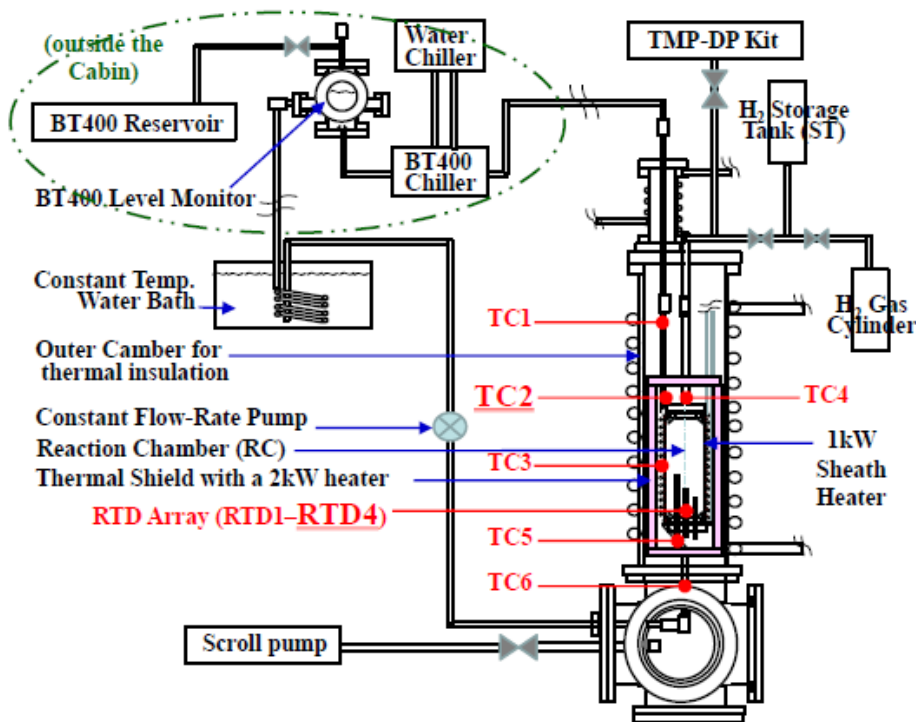 (outside the
Cabin)
Water
Chiller
TMP-DP Kit
H2 Storage
Tank (ST)
BT400 Reservoir
BT400
Chiller
BT400 Level Monitor
Constant Temp.
Water Bath
TC1
H2 Gas
Cylinder
Outer Camber for
thermal insulation
TC2
TC4
Constant Flow-Rate Pump
Reaction Chamber (RC)
Thermal Shield with a 2kW heater
TC3
1kW
Sheath
Heater
RTD Array (RTD1–RTD4)
TC5
TC6
Scroll pump